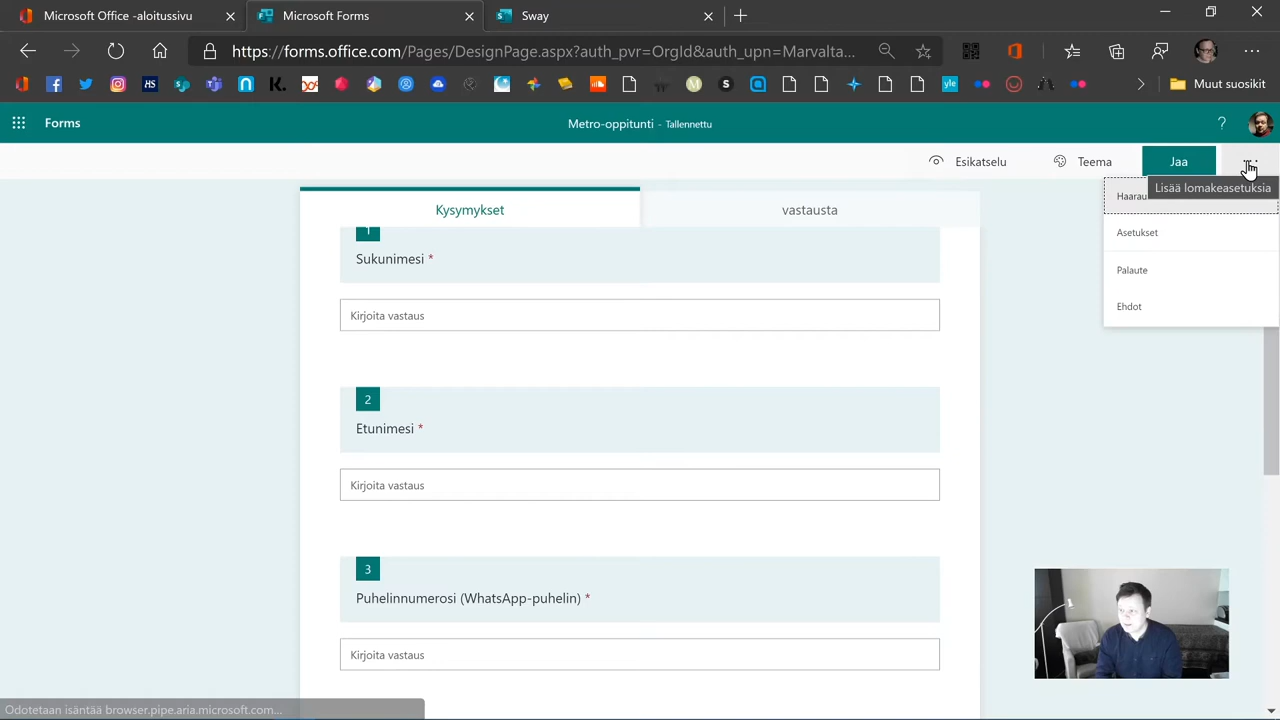 Microsoft Office -aloitussivu
Microsoft Forms
Sway
https://forms.office.com/Pages/DesignPage.aspx?auth_pvr=OrgId&auth_upn=Marvalta...
Muut suosikit
Forms
Metro-oppitunti - Tallennettu
?
Esikatselu
Teema
Jaa
Lisää lomakeasetuksia
Asetukset
Palaute
Ehdot
Kysymykset
vastausta
1
Sukunimesi *
Kirjoita vastaus
2
Etunimesi *
Kirjoita vastaus
3
Puhelinnumerosi (WhatsApp-puhelin) *
Kirjoita vastaus
Odotetaan isäntää browser.pipe.aria.microsoft.com...